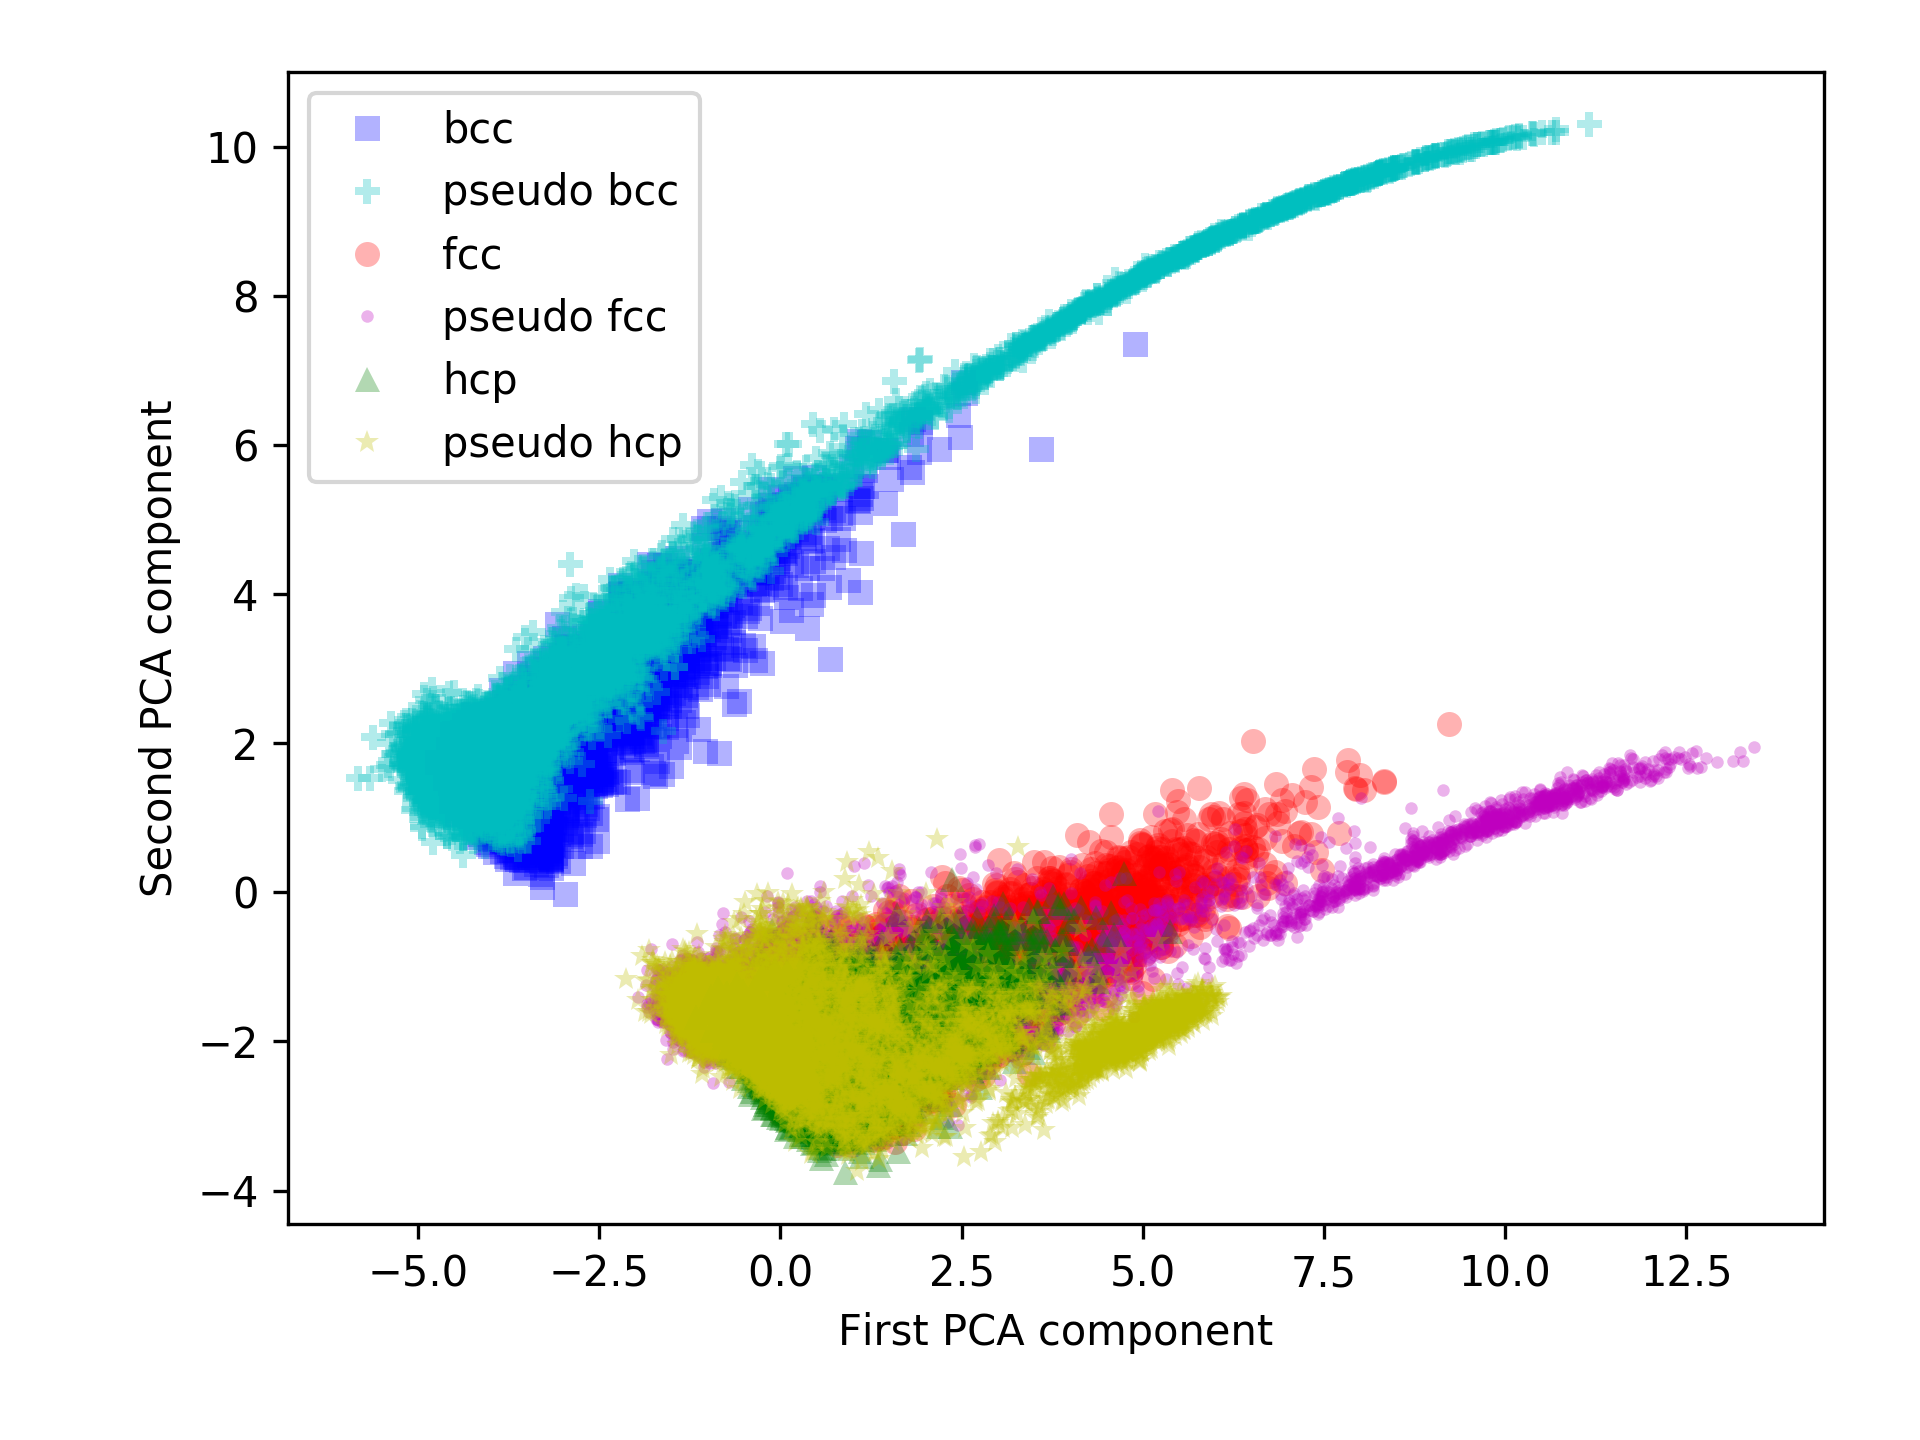 bcc
pseudo bcc
fcc
pseudo fcc
hcp
pseudo hcp
10
8
6
4
2
0
−2
−4
Second PCA component
−5.0 −2.5 0.0 2.5 5.0 7.5 10.0 12.5
First PCA component